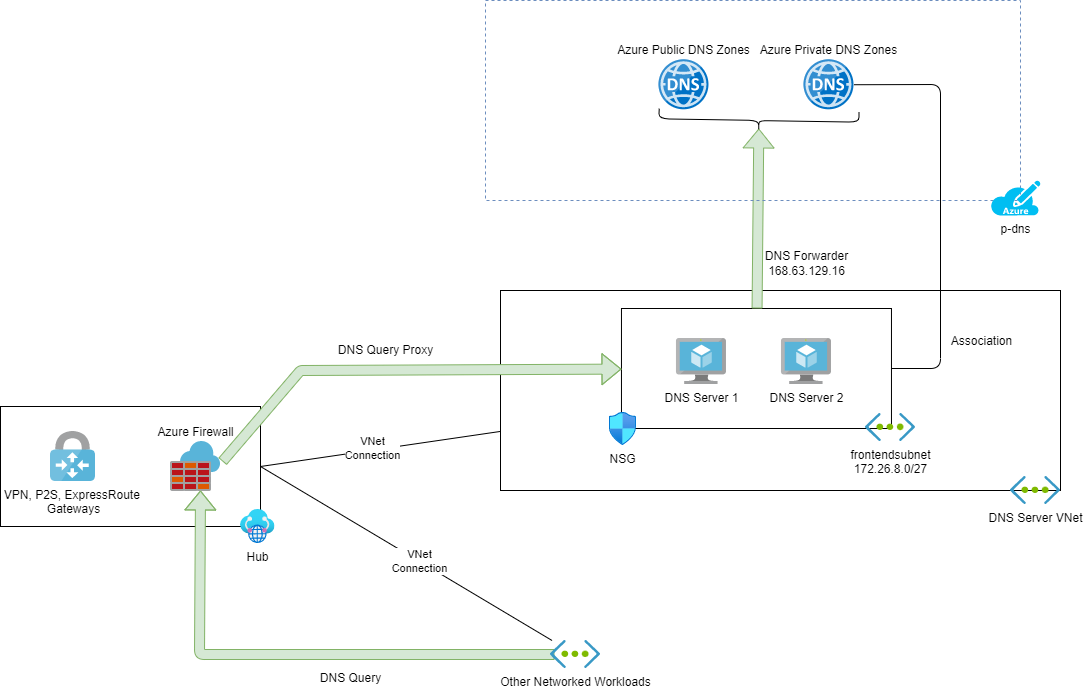 Azure Public DNS Zones
Azure Private DNS Zones
DNS
DNS
Azure
p-dns
DNS Forwarder
168.63.129.16
Association
DNS Query Proxy
DNS Server 1
DNS Server 2
Azure Firewall
VNet
Connection
NSG
frontendsubnet
172.26.8.0/27
VPN, P2S, ExpressRoute
Gateways
DNS Server VNet
Hub
VNet
Connection
DNS Query
Other Networked Workloads